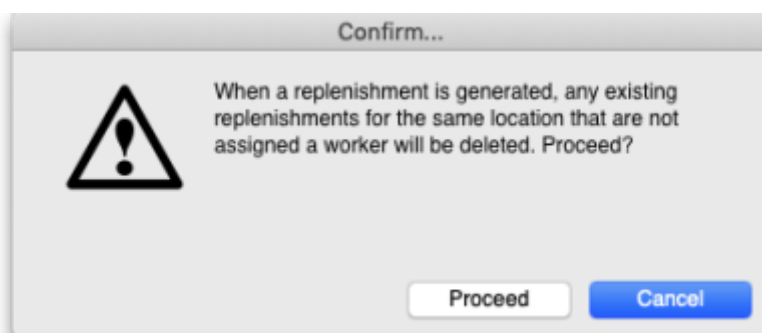 Confirm...
When a replenishment is generated, any existing
replenishments for the same location that are not
assigned a worker will be deleted. Proceed?
Proceed
Cancel